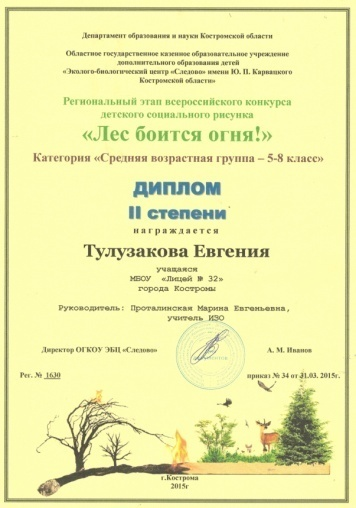 Департамент образования и науки Костромской области
Областное государственное казенное образовательное учреждение
дополнительного образования детей
«Эколого-биологический центр «Следово» имени Ю. П. Карвацкого
Костромской области»
Региональный этап всероссийского конкурса
детского социального рисунка
«Лес боится огня!»
Категория «Средняя возрастная группа – 5-8 класс»
ДИПЛОМ
II степени
награждается
Тулузакова Евгения
учащаяся
МБОУ «Лицей № 32»
города Костромы
Руководитель: Проталинская Марина Евгеньевна,
учитель ИЗО
Директор ОГКОУ ЭБЦ «Следово»
А. М. Иванов
Рег. № 1630
приказ № 34 от 31.03. 2015г.
г.Кострома
2015г